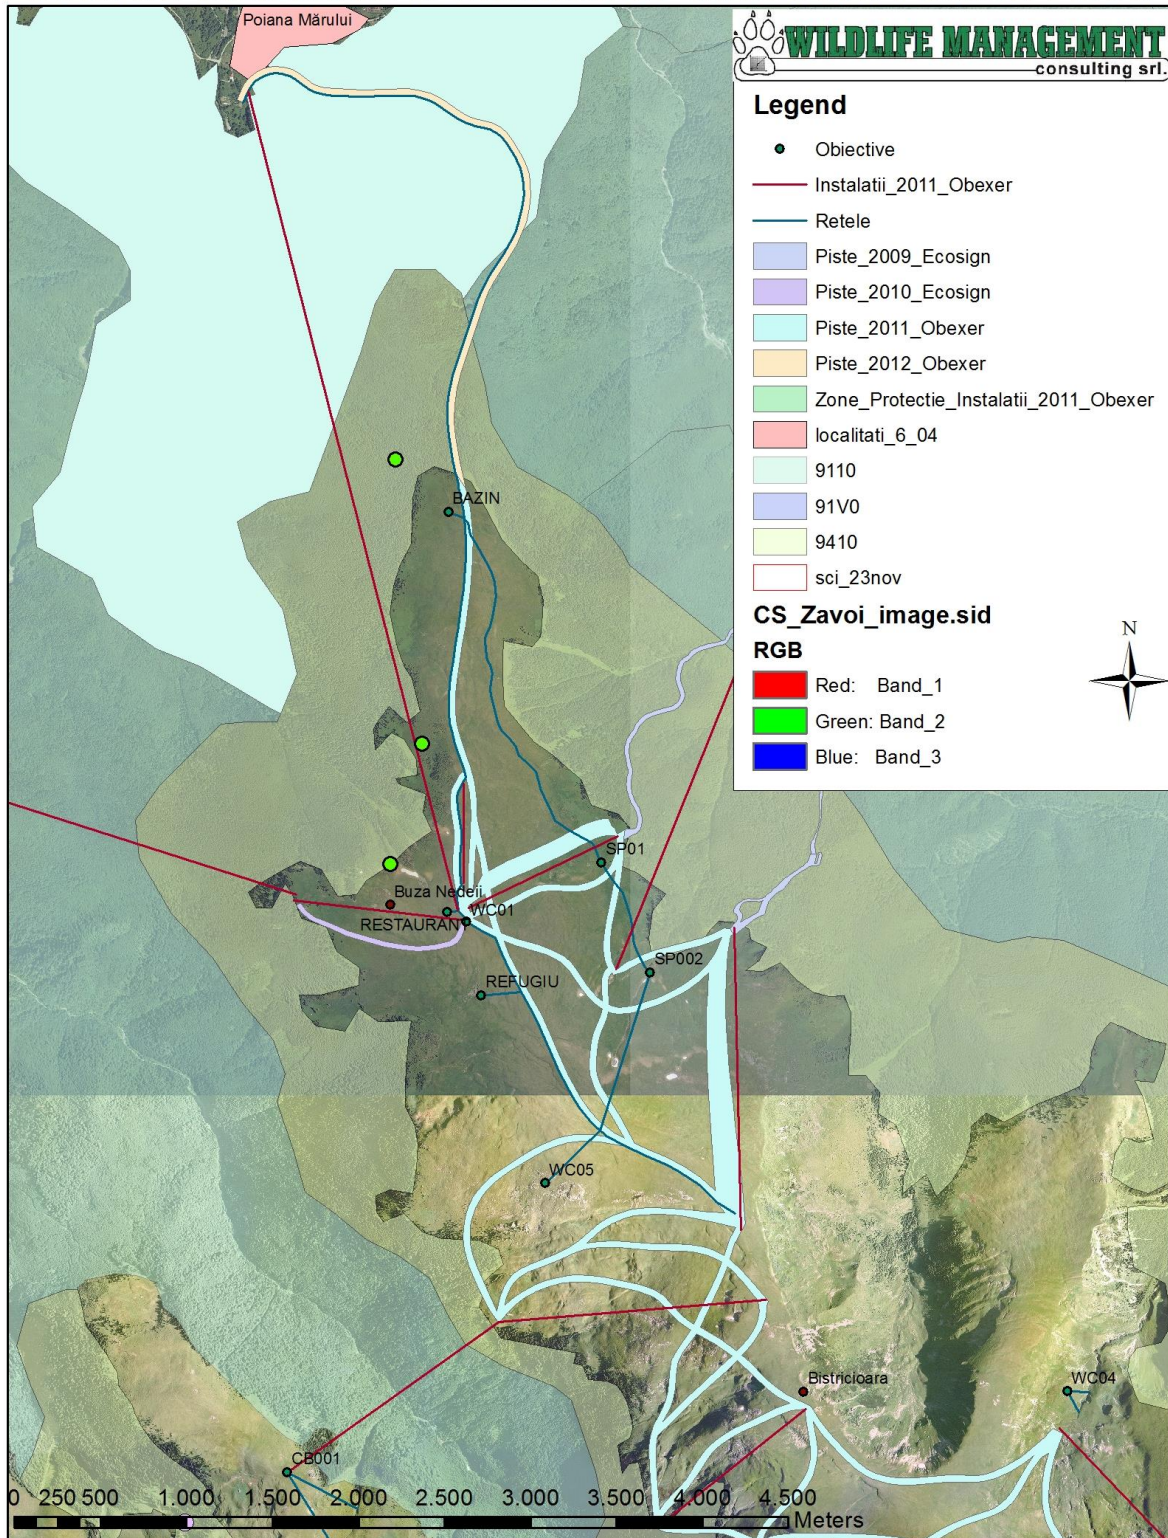 Poiana Mărului
WILDLIFE MANAGEMENT
consulting srl.
Legend
Obiective
Instalatii_2011_Obexer
Retele
Piste_2009_Ecosign
Piste_2010_Ecosign
Piste_2011_Obexer
Piste_2012_Obexer
Zone_Protectie_Instalatii_2011_Obexer
localitati_6_04
9110
91V0
9410
sci_23nov
CS_Zavoi_image.sid
RGB
Red: Band_1
Green: Band_2
Blue: Band_3
N
BAZIN
SP01
Buza Nedeii
WC01
RESTAURAN
SP002
REFUGIU
WC05
Bistricioara
WC04
CB001
0 250 500 1.000 1.500 2.000 2.500 3.000 3.500 4.000 4.500
Meters